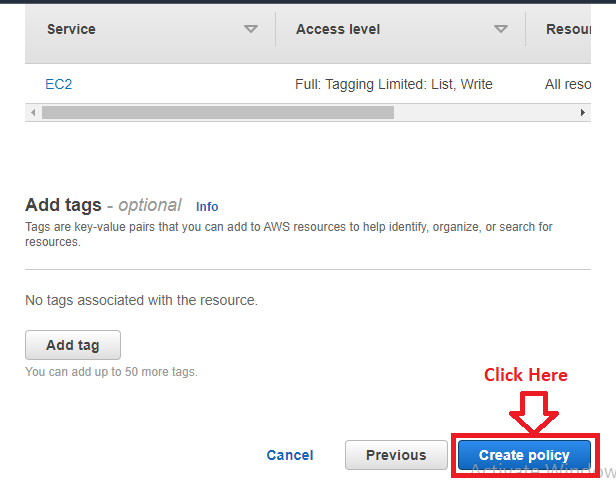 Service Access level Resour
EC2 Full: Tagging Limited: List, Write All reso
Add tags - optional Info
Tags are key-value pairs that you can add to AWS resources to help identify, organize, or search for
resources.
No tags associated with the resource.
Add tag
You can add up to 50 more tags.
Click Here
Cancel Previous Create policy
Activate Window